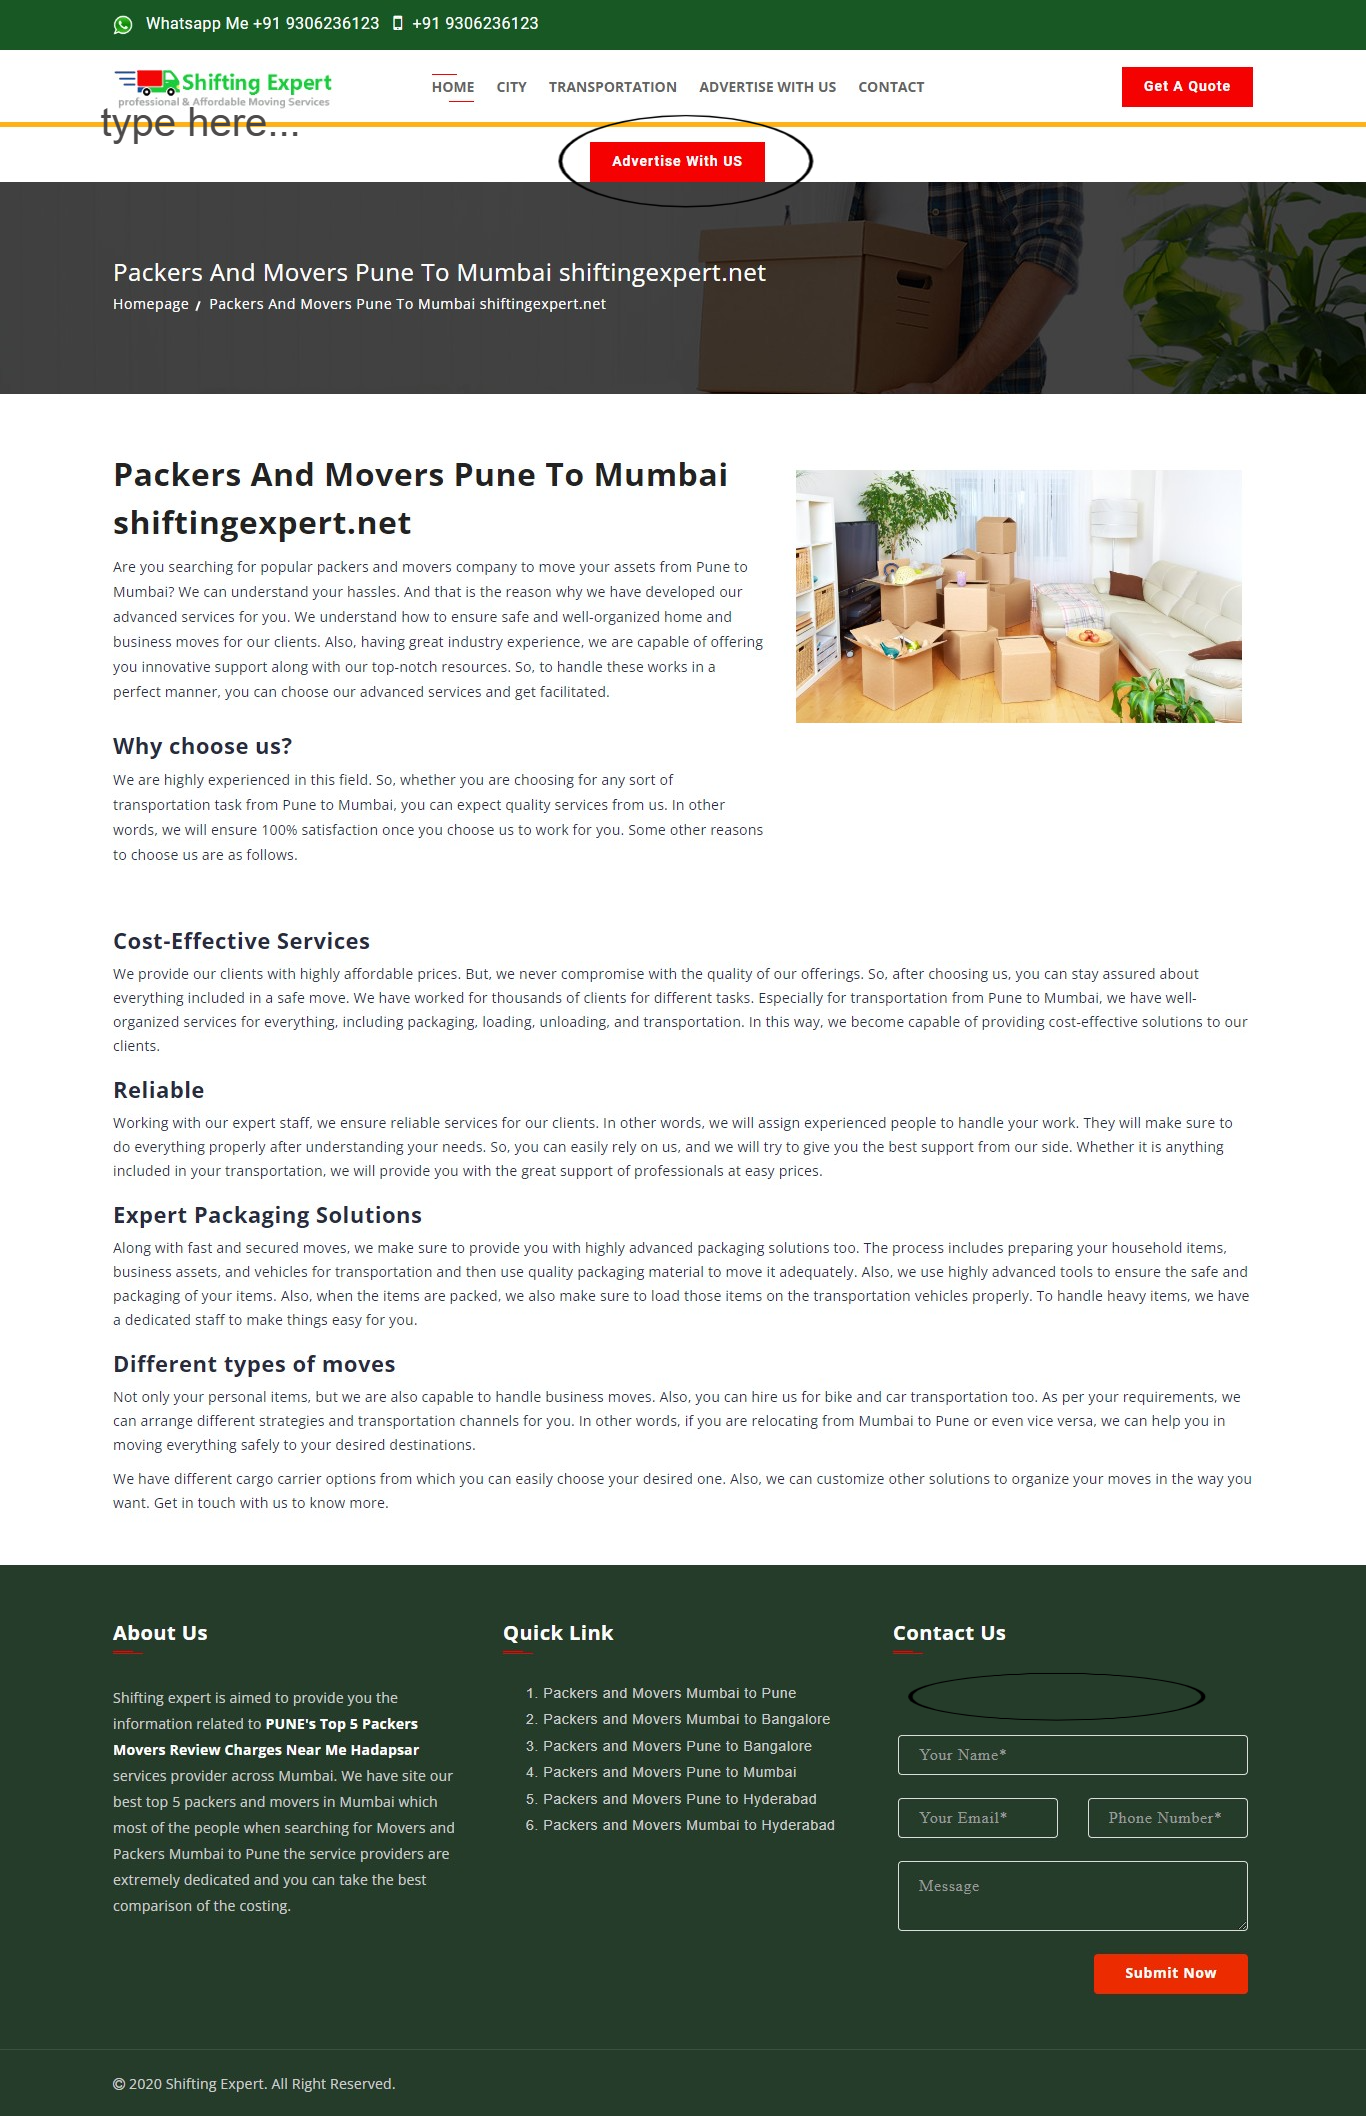 Whatsapp Me +91 9306236123 +91 9306236123
Shifting Expert
professional & Affordable Moving Services
HOME CITY TRANSPORTATION ADVERTISE WITH US CONTACT
Get A Quote
type here...
Advertise With US
Packers And Movers Pune To Mumbai shiftingexpert.net
Homepage / Packers And Movers Pune To Mumbai shiftingexpert.net
Packers And Movers Pune To Mumbai
shiftingexpert.net
Are you searching for popular packers and movers company to move your assets from Pune to
Mumbai? We can understand your hassles. And that is the reason why we have developed our
advanced services for you. We understand how to ensure safe and well-organized home and
business moves for our clients. Also, having great industry experience, we are capable of offering
you innovative support along with our top-notch resources. So, to handle these works in a
perfect manner, you can choose our advanced services and get facilitated.
Why choose us?
We are highly experienced in this field. So, whether you are choosing for any sort of
transportation task from Pune to Mumbai, you can expect quality services from us. In other
words, we will ensure 100% satisfaction once you choose us to work for you. Some other reasons
to choose us are as follows.
Cost-Effective Services
We provide our clients with highly affordable prices. But, we never compromise with the quality of our offerings. So, after choosing us, you can stay assured about
everything included in a safe move. We have worked for thousands of clients for different tasks. Especially for transportation from Pune to Mumbai, we have well-
organized services for everything, including packaging, loading, unloading, and transportation. In this way, we become capable of providing cost-effective solutions to our
clients.
Reliable
Working with our expert staff, we ensure reliable services for our clients. In other words, we will assign experienced people to handle your work. They will make sure to
do everything properly after understanding your needs. So, you can easily rely on us, and we will try to give you the best support from our side. Whether it is anything
included in your transportation, we will provide you with the great support of professionals at easy prices.
Expert Packaging Solutions
Along with fast and secured moves, we make sure to provide you with highly advanced packaging solutions too. The process includes preparing your household items,
business assets, and vehicles for transportation and then use quality packaging material to move it adequately. Also, we use highly advanced tools to ensure the safe and
packaging of your items. Also, when the items are packed, we also make sure to load those items on the transportation vehicles properly. To handle heavy items, we have
a dedicated staff to make things easy for you.
Different types of moves
Not only your personal items, but we are also capable to handle business moves. Also, you can hire us for bike and car transportation too. As per your requirements, we
can arrange different strategies and transportation channels for you. In other words, if you are relocating from Mumbai to Pune or even vice versa, we can help you in
moving everything safely to your desired destinations.
We have different cargo carrier options from which you can easily choose your desired one. Also, we can customize other solutions to organize your moves in the way you
want. Get in touch with us to know more.
About Us
Shifting expert is aimed to provide you the
information related to PUNE's Top 5 Packers
Movers Review Charges Near Me Hadapsar
services provider across Mumbai. We have site our
best top 5 packers and movers in Mumbai which
most of the people when searching for Movers and
Packers Mumbai to Pune the service providers are
extremely dedicated and you can take the best
comparison of the costing.
Quick Link
1. Packers and Movers Mumbai to Pune
2. Packers and Movers Mumbai to Bangalore
3. Packers and Movers Pune to Bangalore
4. Packers and Movers Pune to Mumbai
5. Packers and Movers Pune to Hyderabad
6. Packers and Movers Mumbai to Hyderabad
Contact Us
Your Name*
Your Email* Phone Number*
Message
Submit Now
© 2020 Shifting Expert. All Right Reserved.